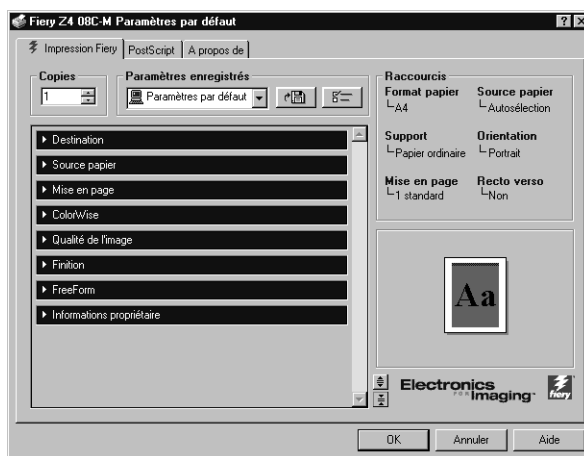 Fiery Z4 08C-M Paramètres par défaut
Impression Fiery
PostScript
A propos de
Copies
1
Paramètres enregistrés
Paramètres par défaut
Destination
Source papier
Mise en page
ColorWise
Qualité de l'image
Finition
FreeForm
Informations propriétaire
Raccourcis
Format papier
A4
Source papier
Autosélection
Support
Papier ordinaire
Orientation
Portrait
Mise en page
1 standard
Recto verso
Non
Aa
Electronics
FOR Imaging
fiery
OK
Annuler
Aide